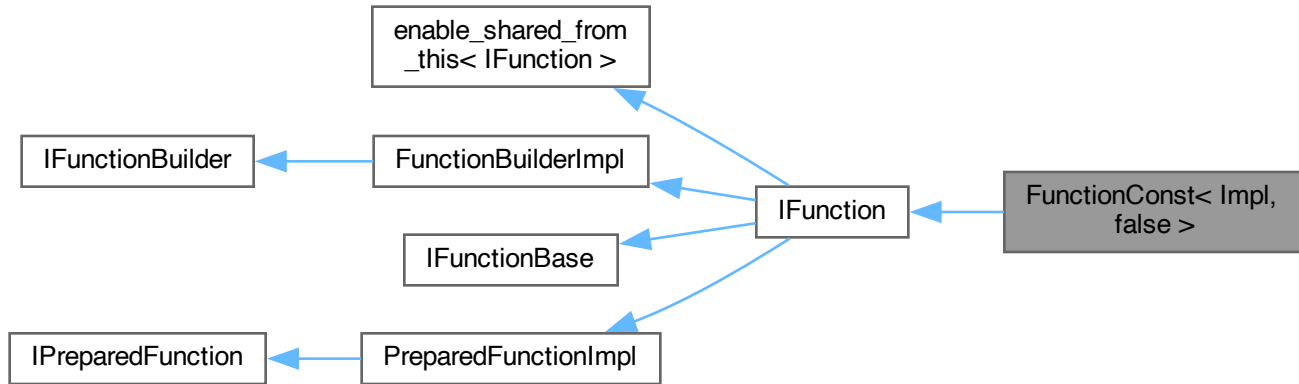 enable_shared_from
_this< IFunction >
IFunctionBuilder
FunctionBuilderImpl
IFunction
FunctionConst< Impl,
false >
IFunctionBase
IPreparedFunction
PreparedFunctionImpl